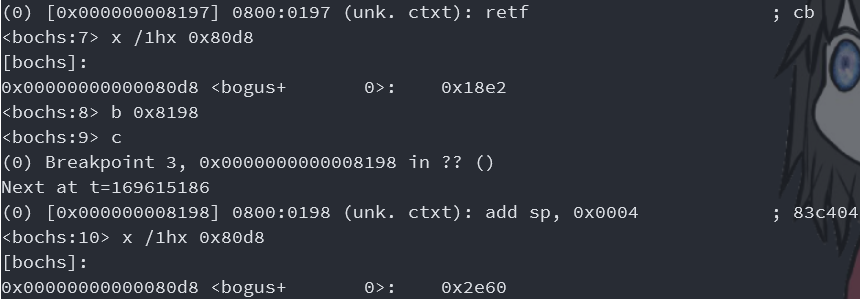 (0) [0x000000008197] 0800:0197 (unk. ctxt): retf                      ; cb
<bochs:7> x /1hx 0x80d8
[bochs]:
0x00000000000080d8 <bogus+       0>:    0x18e2
<bochs:8> b 0x8198
<bochs:9> c
(0) Breakpoint 3, 0x0000000000008198 in ?? ()
Next at t=169615186
(0) [0x000000008198] 0800:0198 (unk. ctxt): add sp, 0x0004            ; 83c404
<bochs:10> x /1hx 0x80d8
[bochs]:
0x00000000000080d8 <bogus+       0>:    0x2e60